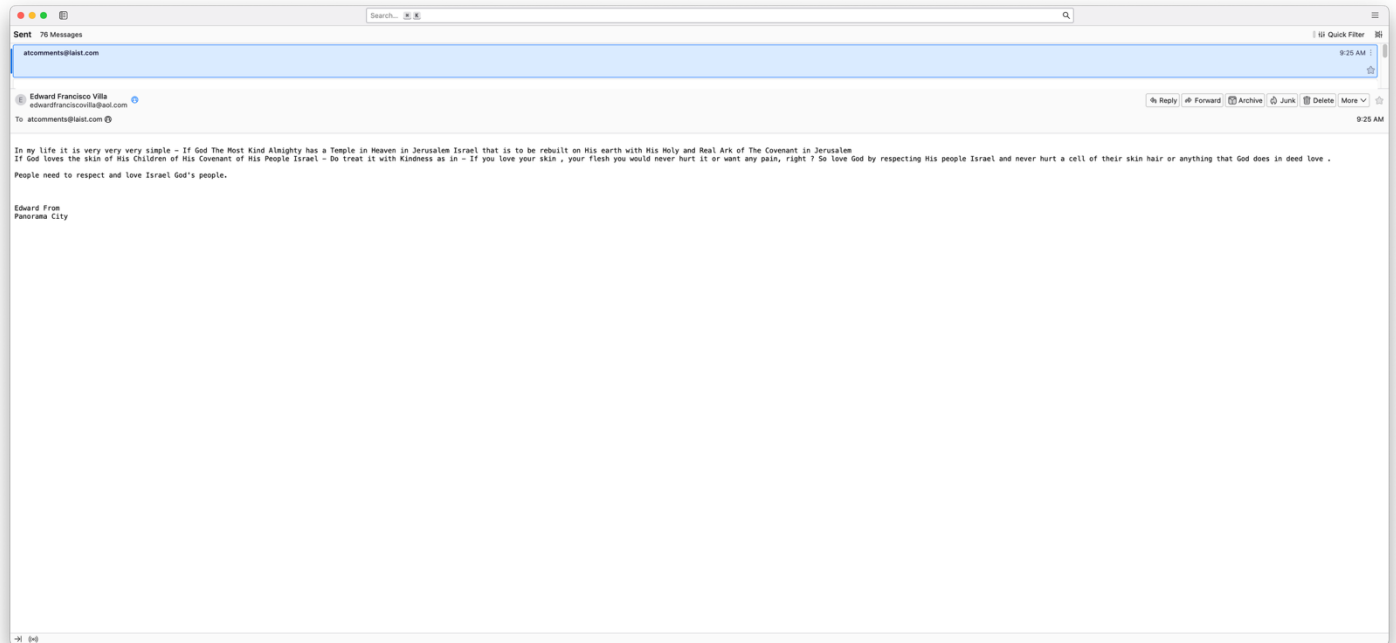 Search... ⌘ K
Sent 76 Messages
Quick Filter
atcomments@laist.com
9:25 AM
E
Edward Francisco Villa
edwardfranciscovilla@aol.com
Reply Forward Archive Junk Delete More
To atcomments@laist.com
9:25 AM
In my life it is very very very simple – If God The Most Kind Almighty has a Temple in Heaven in Jerusalem Israel that is to be rebuilt on His earth with His Holy and Real Ark of The Covenant in Jerusalem
If God loves the skin of His Children of His Covenant of His People Israel – Do treat it with Kindness as in – If you love your skin , your flesh you would never hurt it or want any pain, right ? So love God by respecting His people Israel and never hurt a cell of their skin hair or anything that God does in deed love .
People need to respect and love Israel God's people.
Edward From
Panorama City